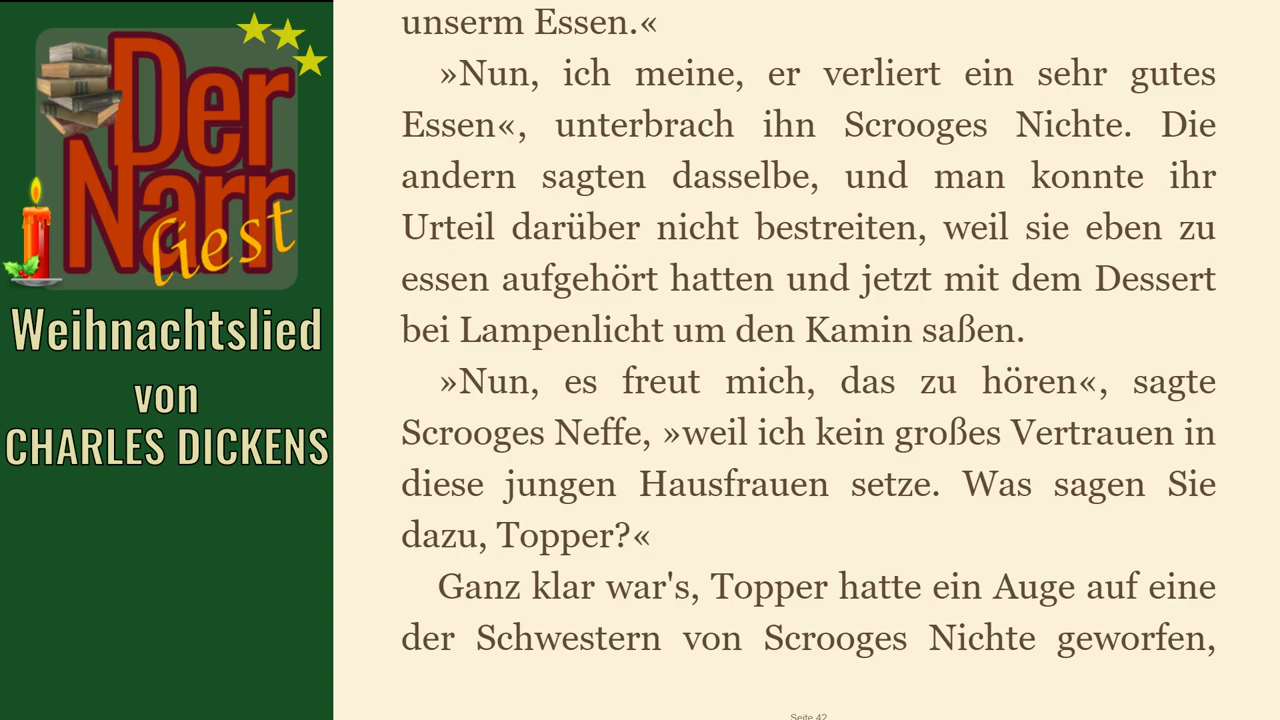 Der
Narr
liest
Weihnachtslied
von
CHARLES DICKENS
unserm Essen.«
»Nun, ich meine, er verliert ein sehr gutes
Essen«, unterbrach ihn Scrooges Nichte. Die
andern sagten dasselbe, und man konnte ihr
Urteil darüber nicht bestreiten, weil sie eben zu
essen aufgehört hatten und jetzt mit dem Dessert
bei Lampenlicht um den Kamin saßen.
»Nun, es freut mich, das zu hören«, sagte
Scrooges Neffe, »weil ich kein großes Vertrauen in
diese jungen Hausfrauen setze. Was sagen Sie
dazu, Topper?«
Ganz klar war's, Topper hatte ein Auge auf eine
der Schwestern von Scrooges Nichte geworfen,
Seite 42